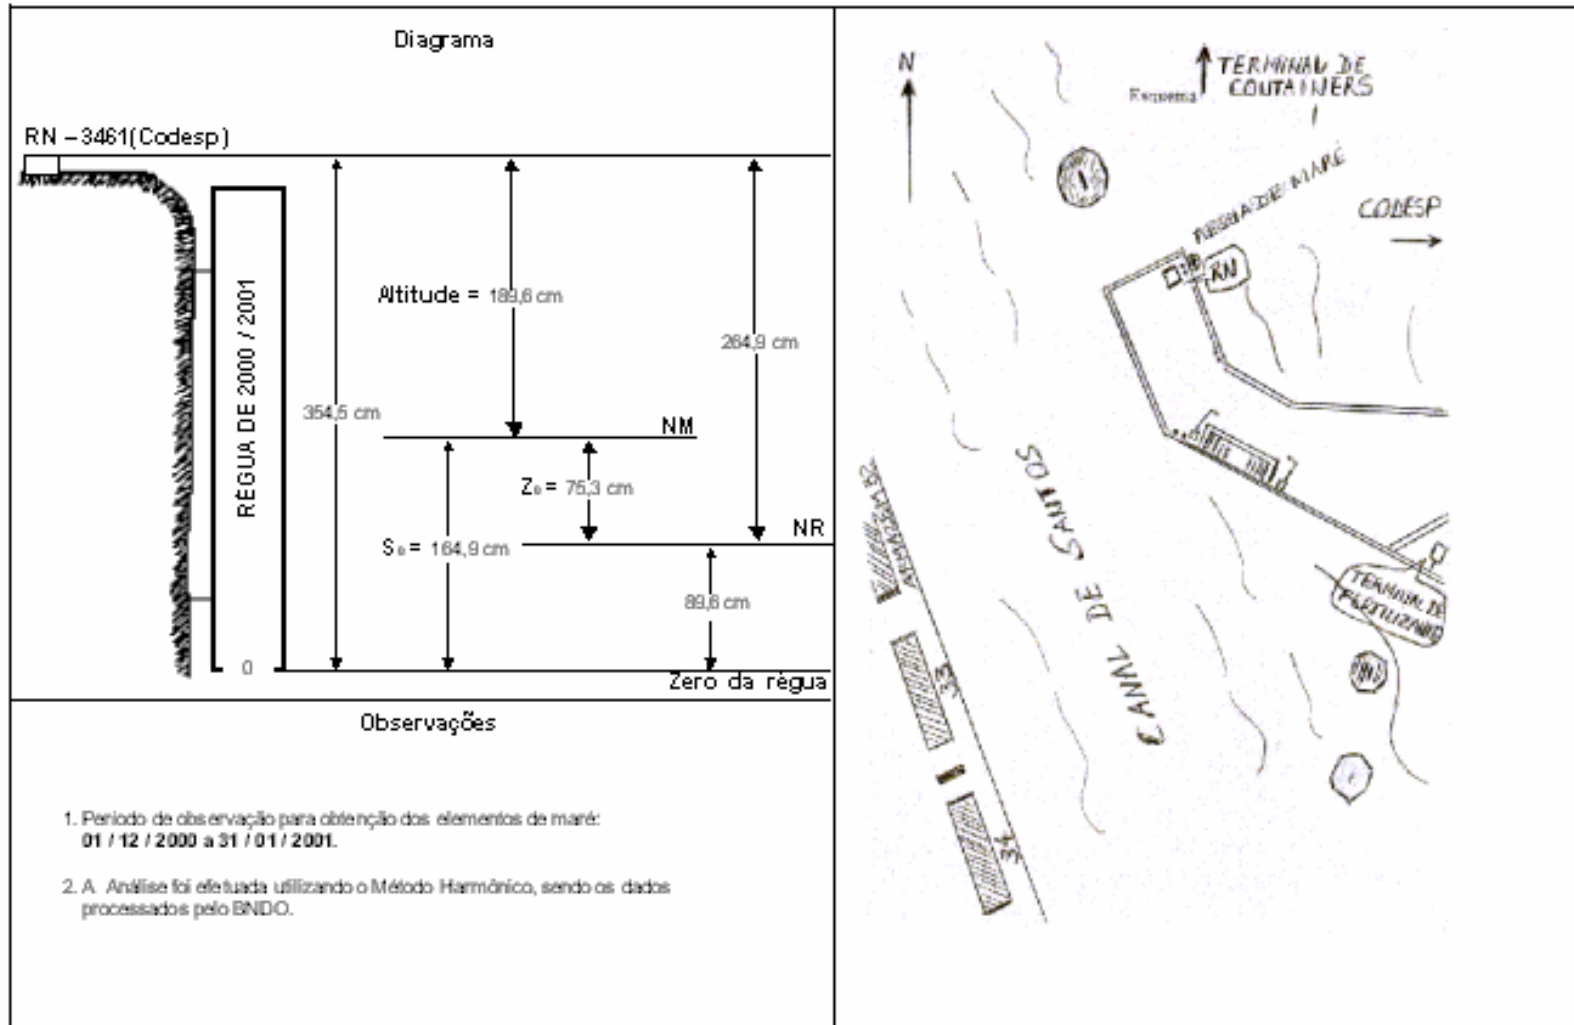 Diagrama
RN – 3461(Codesp)
RÉGUA DE 2000 / 2001
0
354,5 cm
Altitude = 189,6 cm
264,9 cm
NM
Z₀ = 75,3 cm
NR
S₀ = 164,9 cm
89,6 cm
Zero da régua
Observações
1. Período de observação para obtenção dos elementos de maré:
01 / 12 / 2000 a 31 / 01 / 2001.
2. A Análise foi efetuada utilizando o Método Harmônico, sendo os dados
processados pelo BNDO.
N
Esquema
TERMINAL DE
COUTAINERS
REGUA DE MARÉ
CODESP
RN
CANAL DE SANTOS
33
34
TERMINAL DE